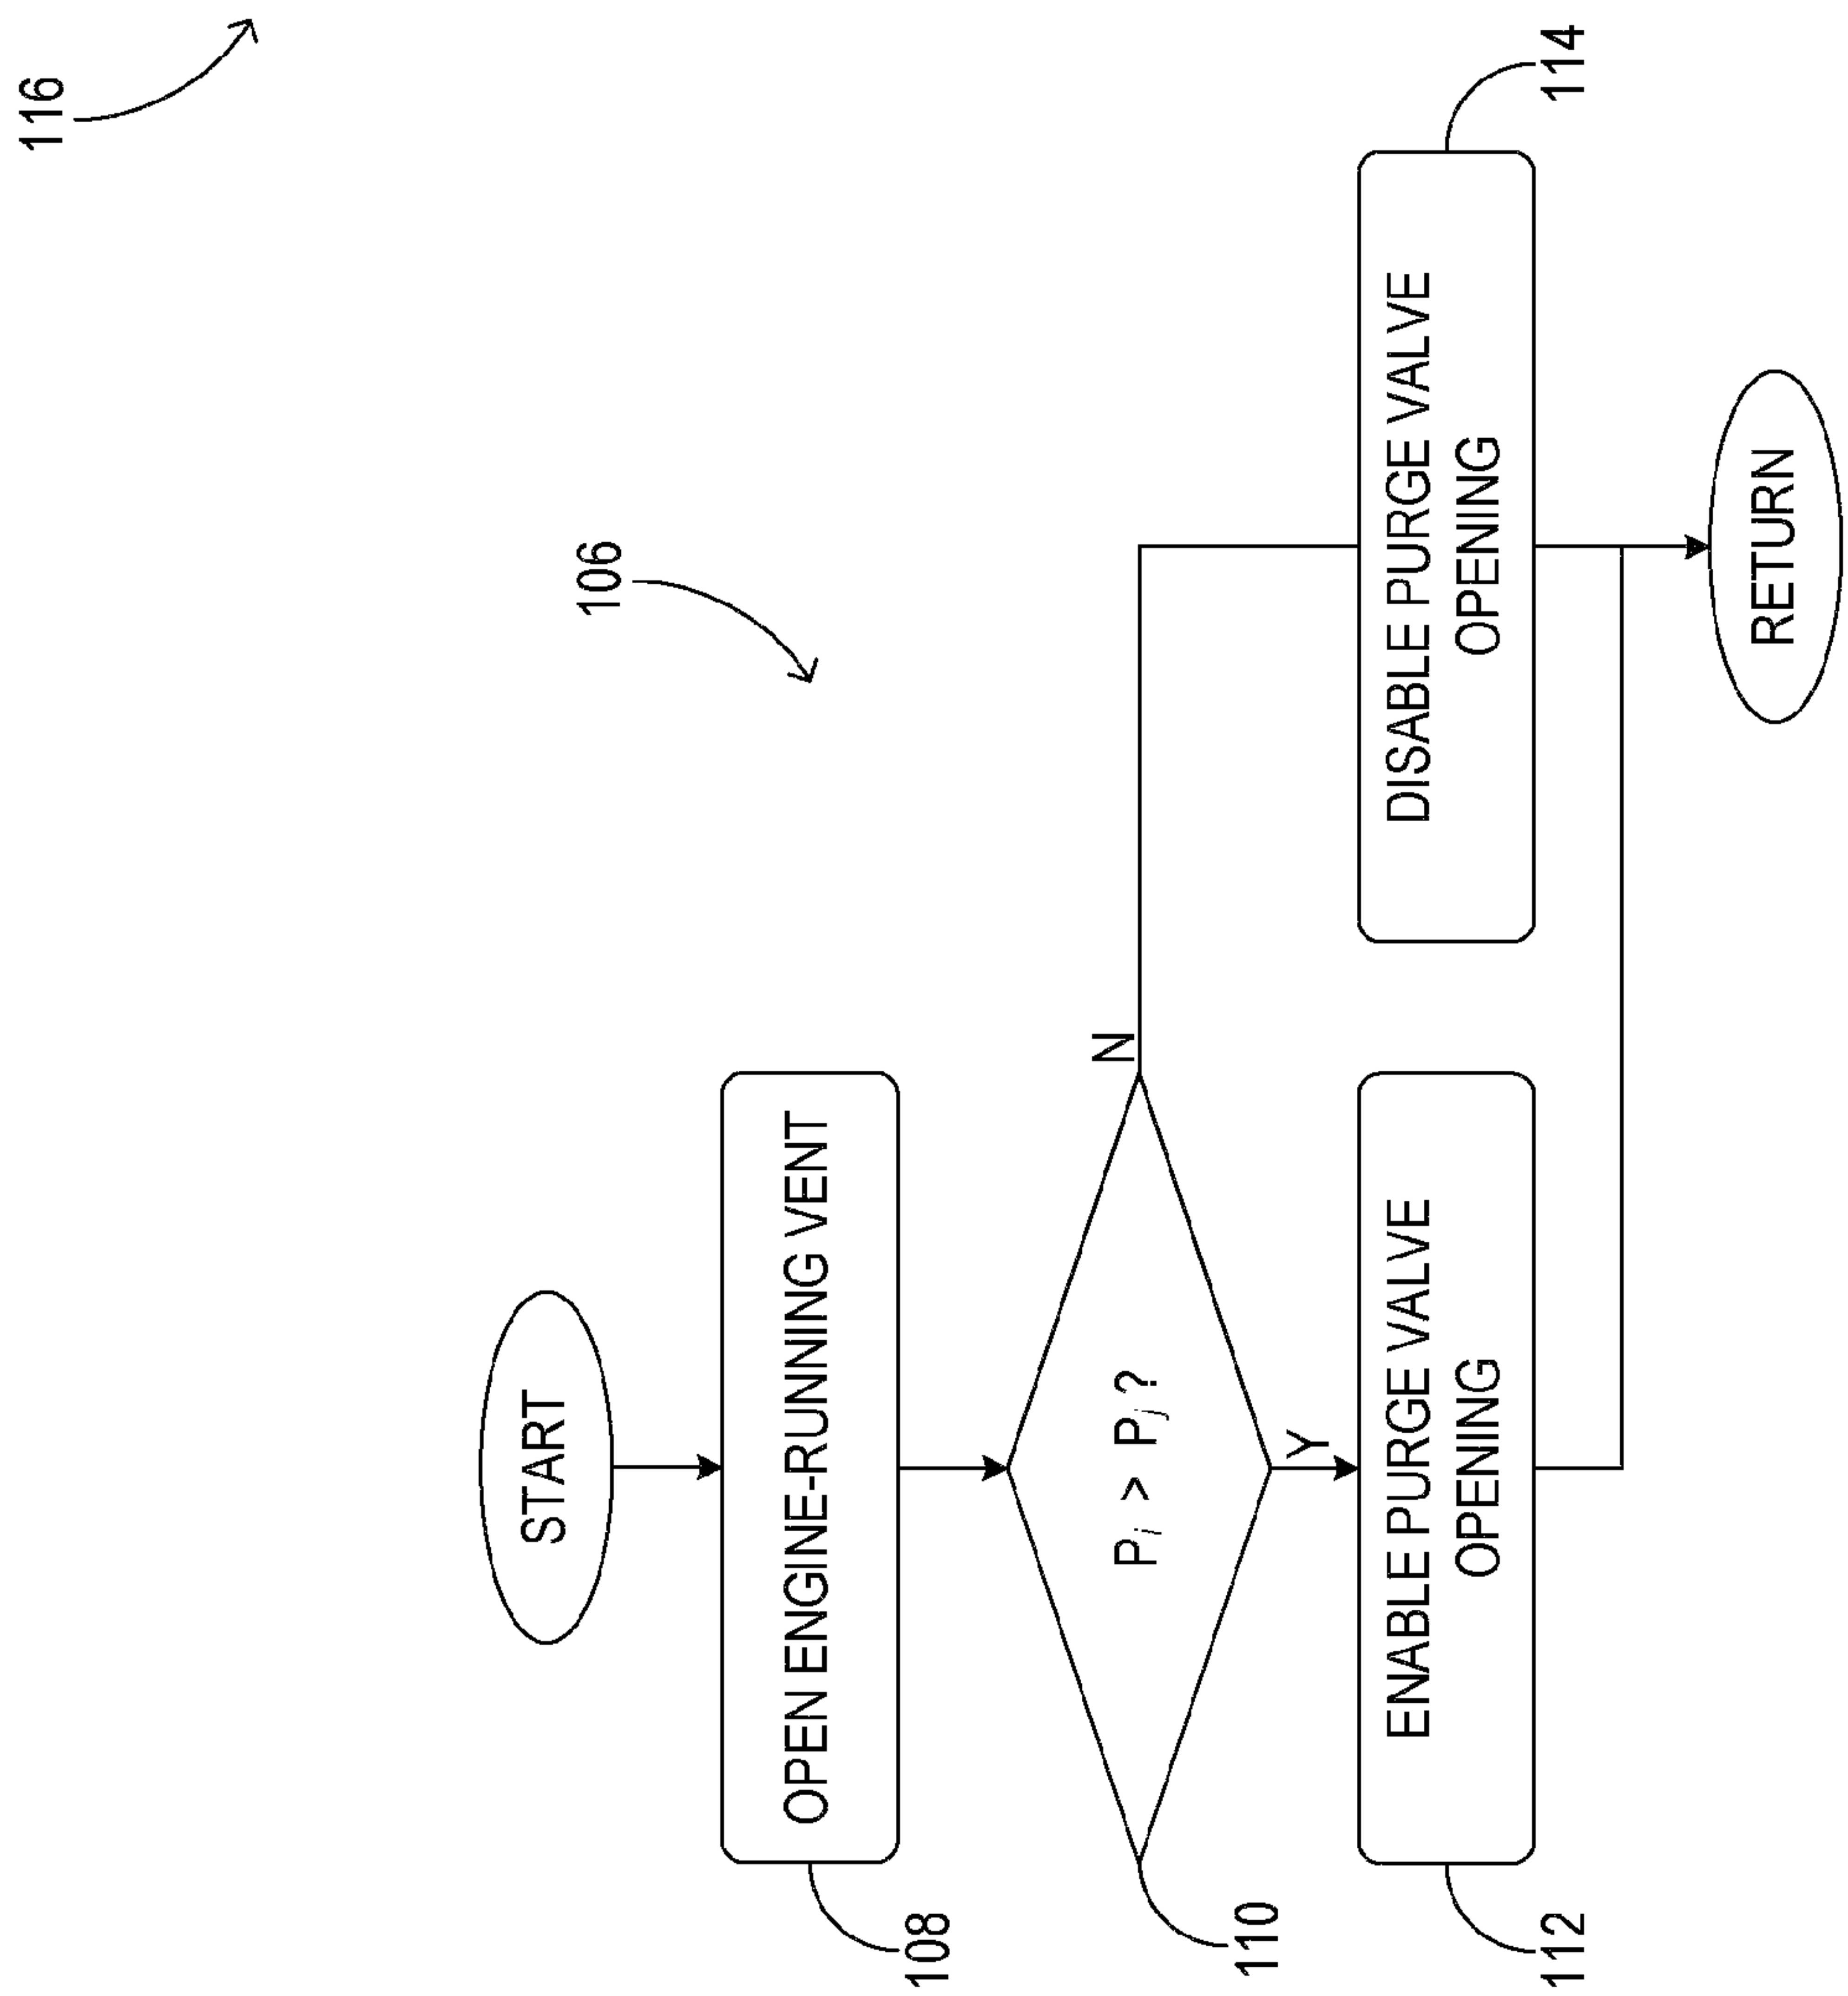 116
106
START
OPEN ENGINE-RUNNING VENT
108
Pi > Pj ?
110
N
Y
ENABLE PURGE VALVE
OPENING
112
DISABLE PURGE VALVE
OPENING
114
RETURN